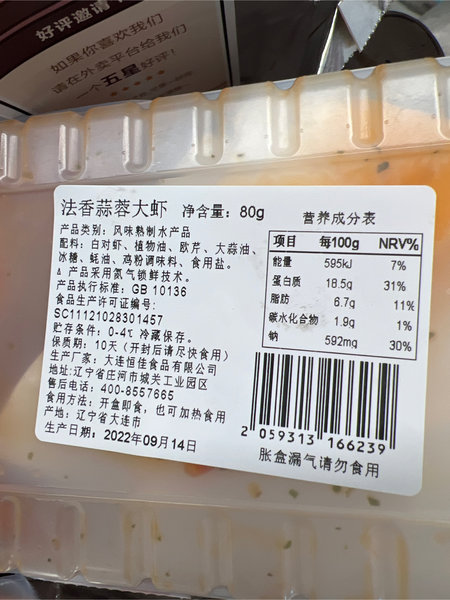 好评邀请
如果你喜欢我们
请在外卖平台给我们
一个五星好评！
法香蒜蓉大虾 净含量：80g
产品类别：风味熟制水产品
配料：白对虾、植物油、欧芹、大蒜油、
冰糖、蚝油、鸡粉调味料、食用盐。
产品采用氮气锁鲜技术。
产品执行标准：GB 10136
食品生产许可证编号：
SC11121028301457
贮存条件：0-4℃ 冷藏保存。
保质期：10天（开封后请尽快食用）
生产厂家：大连恒佳食品有限公司
地址:辽宁省庄河市城关工业园区
售后电话：400-8557665
食用方法：开盒即食，也可加热食用
产地：辽宁省大连市
生产日期：2022年09月14日
营养成分表
项目 每100g NRV%
能量 595kJ 7%
蛋白质 18.5g 31%
脂肪 6.7g 11%
碳水化合物 1.9g 1%
钠 592mg 30%
2 059313 166239
胀盒漏气请勿食用